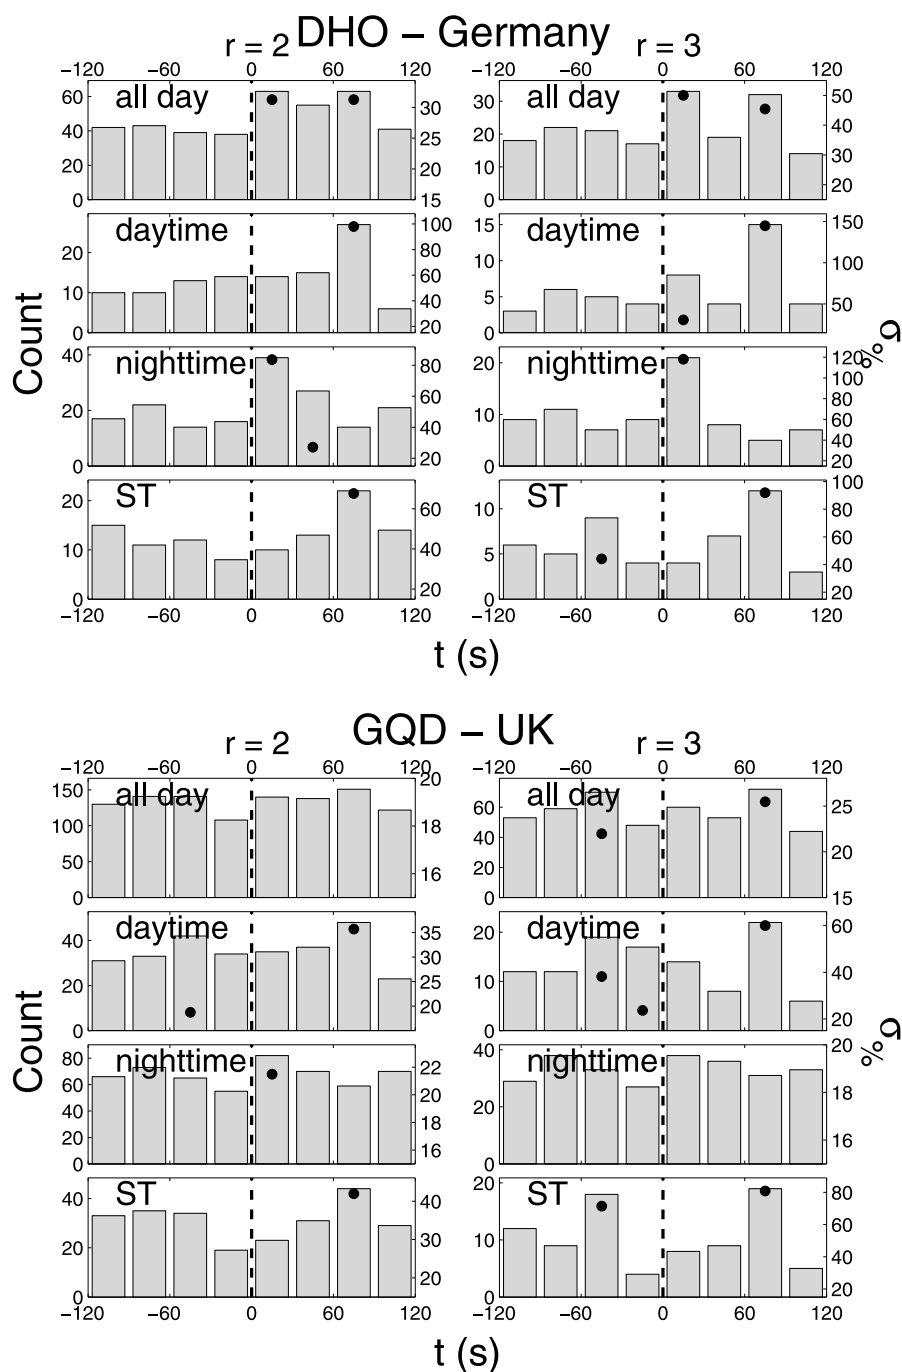 DHO – Germany
r = 2
r = 3
−120 −60 0 60 120
−120 −60 0 60 120
all day
0 20 40 60
15 20 25 30
all day
0 10 20 30
20 30 40 50
daytime
0 10 20
20 40 60 80 100
daytime
0 5 10 15
50 100 150
Count
σ%
nighttime
0 20 40
20 40 60 80
nighttime
0 10 20
20 40 60 80 100 120
ST
0 10 20
20 40 60
ST
0 5 10
20 40 60 80 100
−120 −60 0 60 120
−120 −60 0 60 120
t (s)
GQD – UK
r = 2
r = 3
−120 −60 0 60 120
−120 −60 0 60 120
all day
0 50 100 150
16 18 20
all day
0 20 40 60
15 20 25
daytime
0 20 40
20 25 30 35
daytime
0 10 20
20 40 60
Count
σ%
nighttime
0 20 40 60 80
14 16 18 20 22
nighttime
0 20 40
16 18 20
ST
0 20 40
20 30 40
ST
0 10 20
20 40 60 80
−120 −60 0 60 120
−120 −60 0 60 120
t (s)